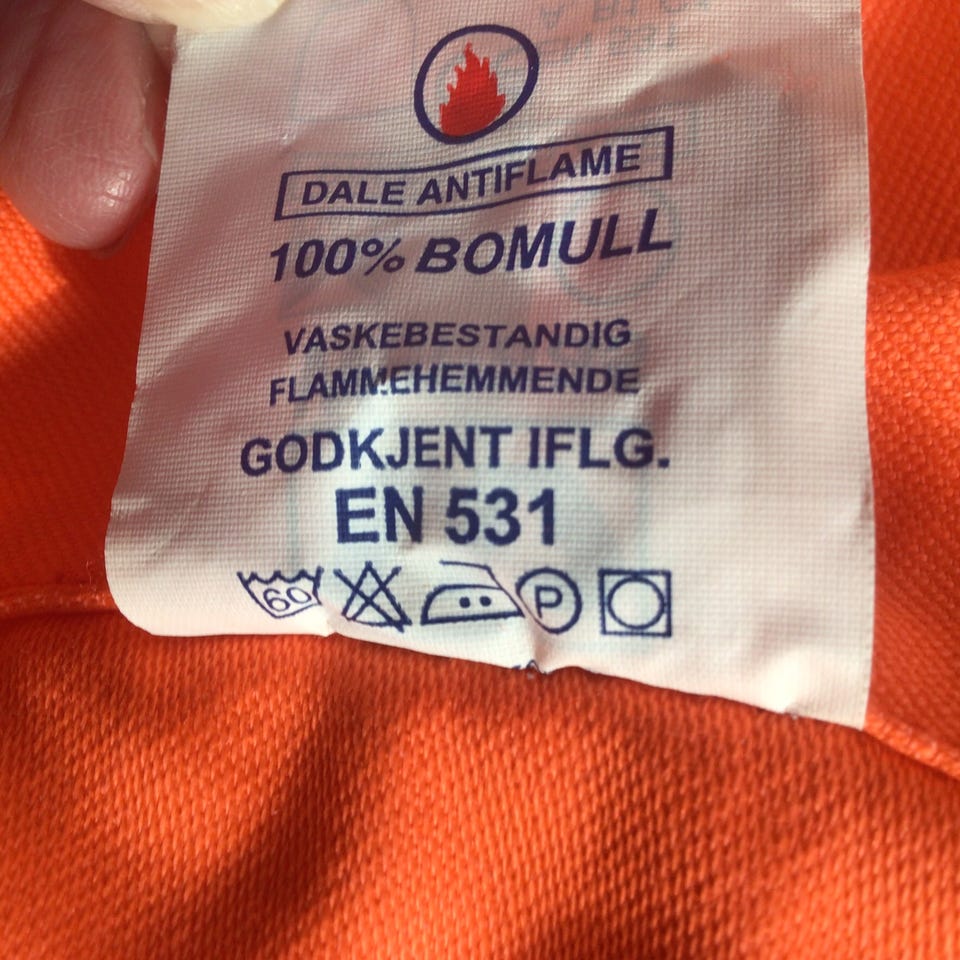 DALE ANTIFLAME
100% BOMULL
VASKEBESTANDIG
FLAMMEHEMMENDE
GODKJENT IFLG.
EN 531
60 P